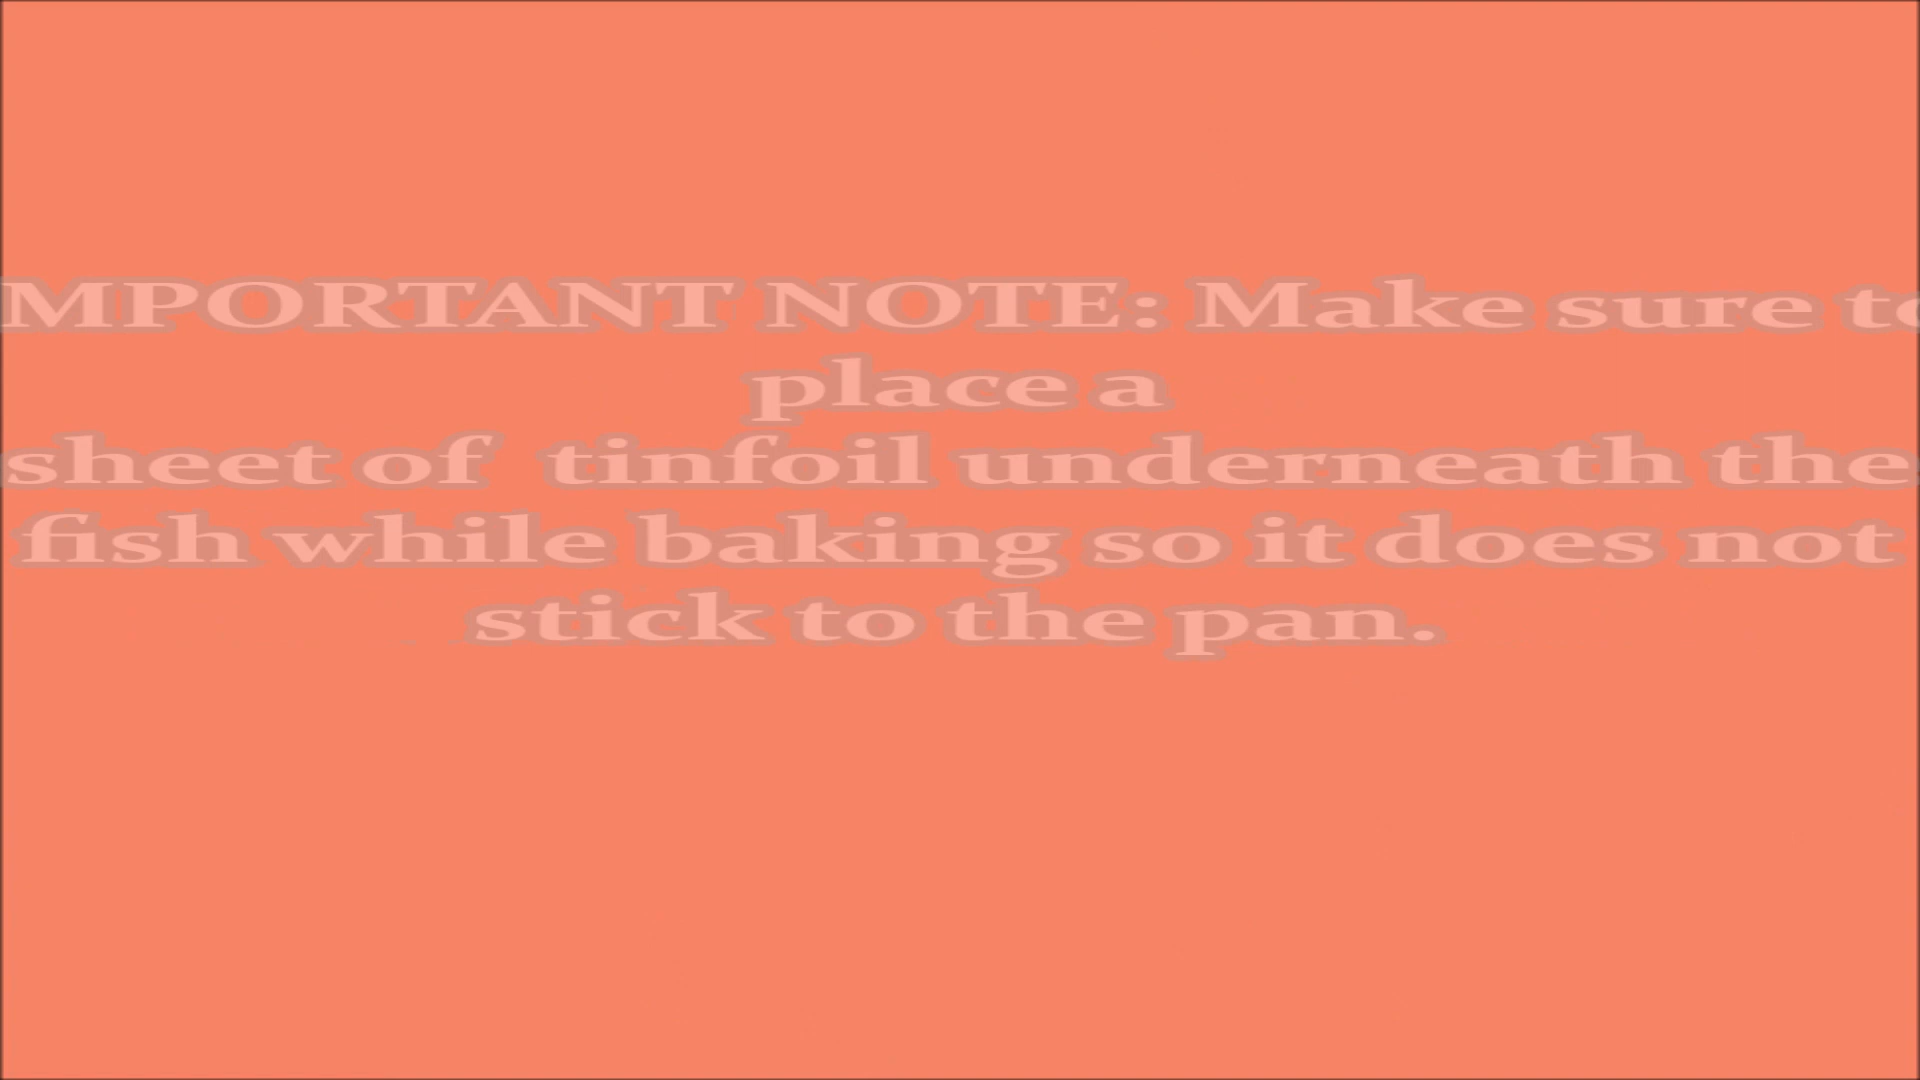 MPORTANT NOTE: Make sure to
place a
sheet of  tinfoil underneath the
fish while baking so it does not
stick to the pan.